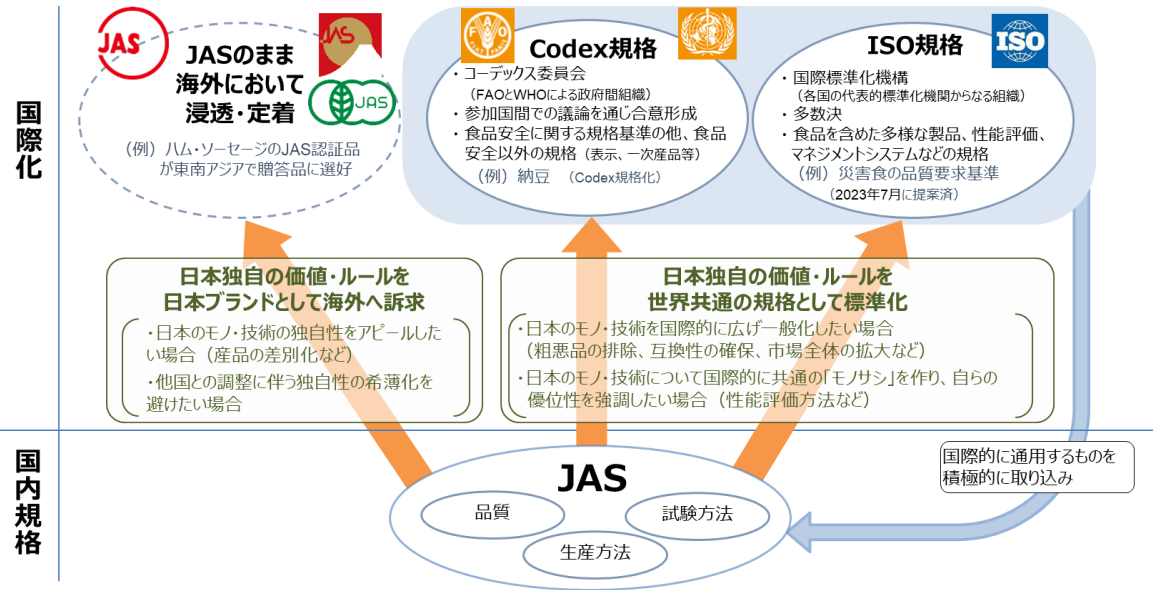 国際化
JAS
JAS
JAS
JASのまま
海外において
浸透・定着
（例）ハム・ソーセージのJAS認証品
が東南アジアで贈答品に選好
FAO
Codex規格
・コーデックス委員会
（FAOとWHOによる政府間組織）
・参加国間での議論を通じ合意形成
・食品安全に関する規格基準の他、食品
安全以外の規格（表示、一次産品等）
（例）納豆　（Codex規格化）
ISO規格
ISO
・国際標準化機構
（各国の代表的標準化機関からなる組織）
・多数決
・食品を含めた多様な製品、性能評価、
マネジメントシステムなどの規格
（例）災害食の品質要求基準
（2023年7月に提案済）
日本独自の価値・ルールを
日本ブランドとして海外へ訴求
・日本のモノ・技術の独自性をアピールした
い場合（産品の差別化など）
・他国との調整に伴う独自性の希薄化を
避けたい場合
日本独自の価値・ルールを
世界共通の規格として標準化
・日本のモノ・技術を国際的に広げ一般化したい場合
（粗悪品の排除、互換性の確保、市場全体の拡大など）
・日本のモノ・技術について国際的に共通の「モノサシ」を作り、自らの
優位性を強調したい場合（性能評価方法など）
国内規格
JAS
品質
試験方法
生産方法
国際的に通用するものを
積極的に取り込み